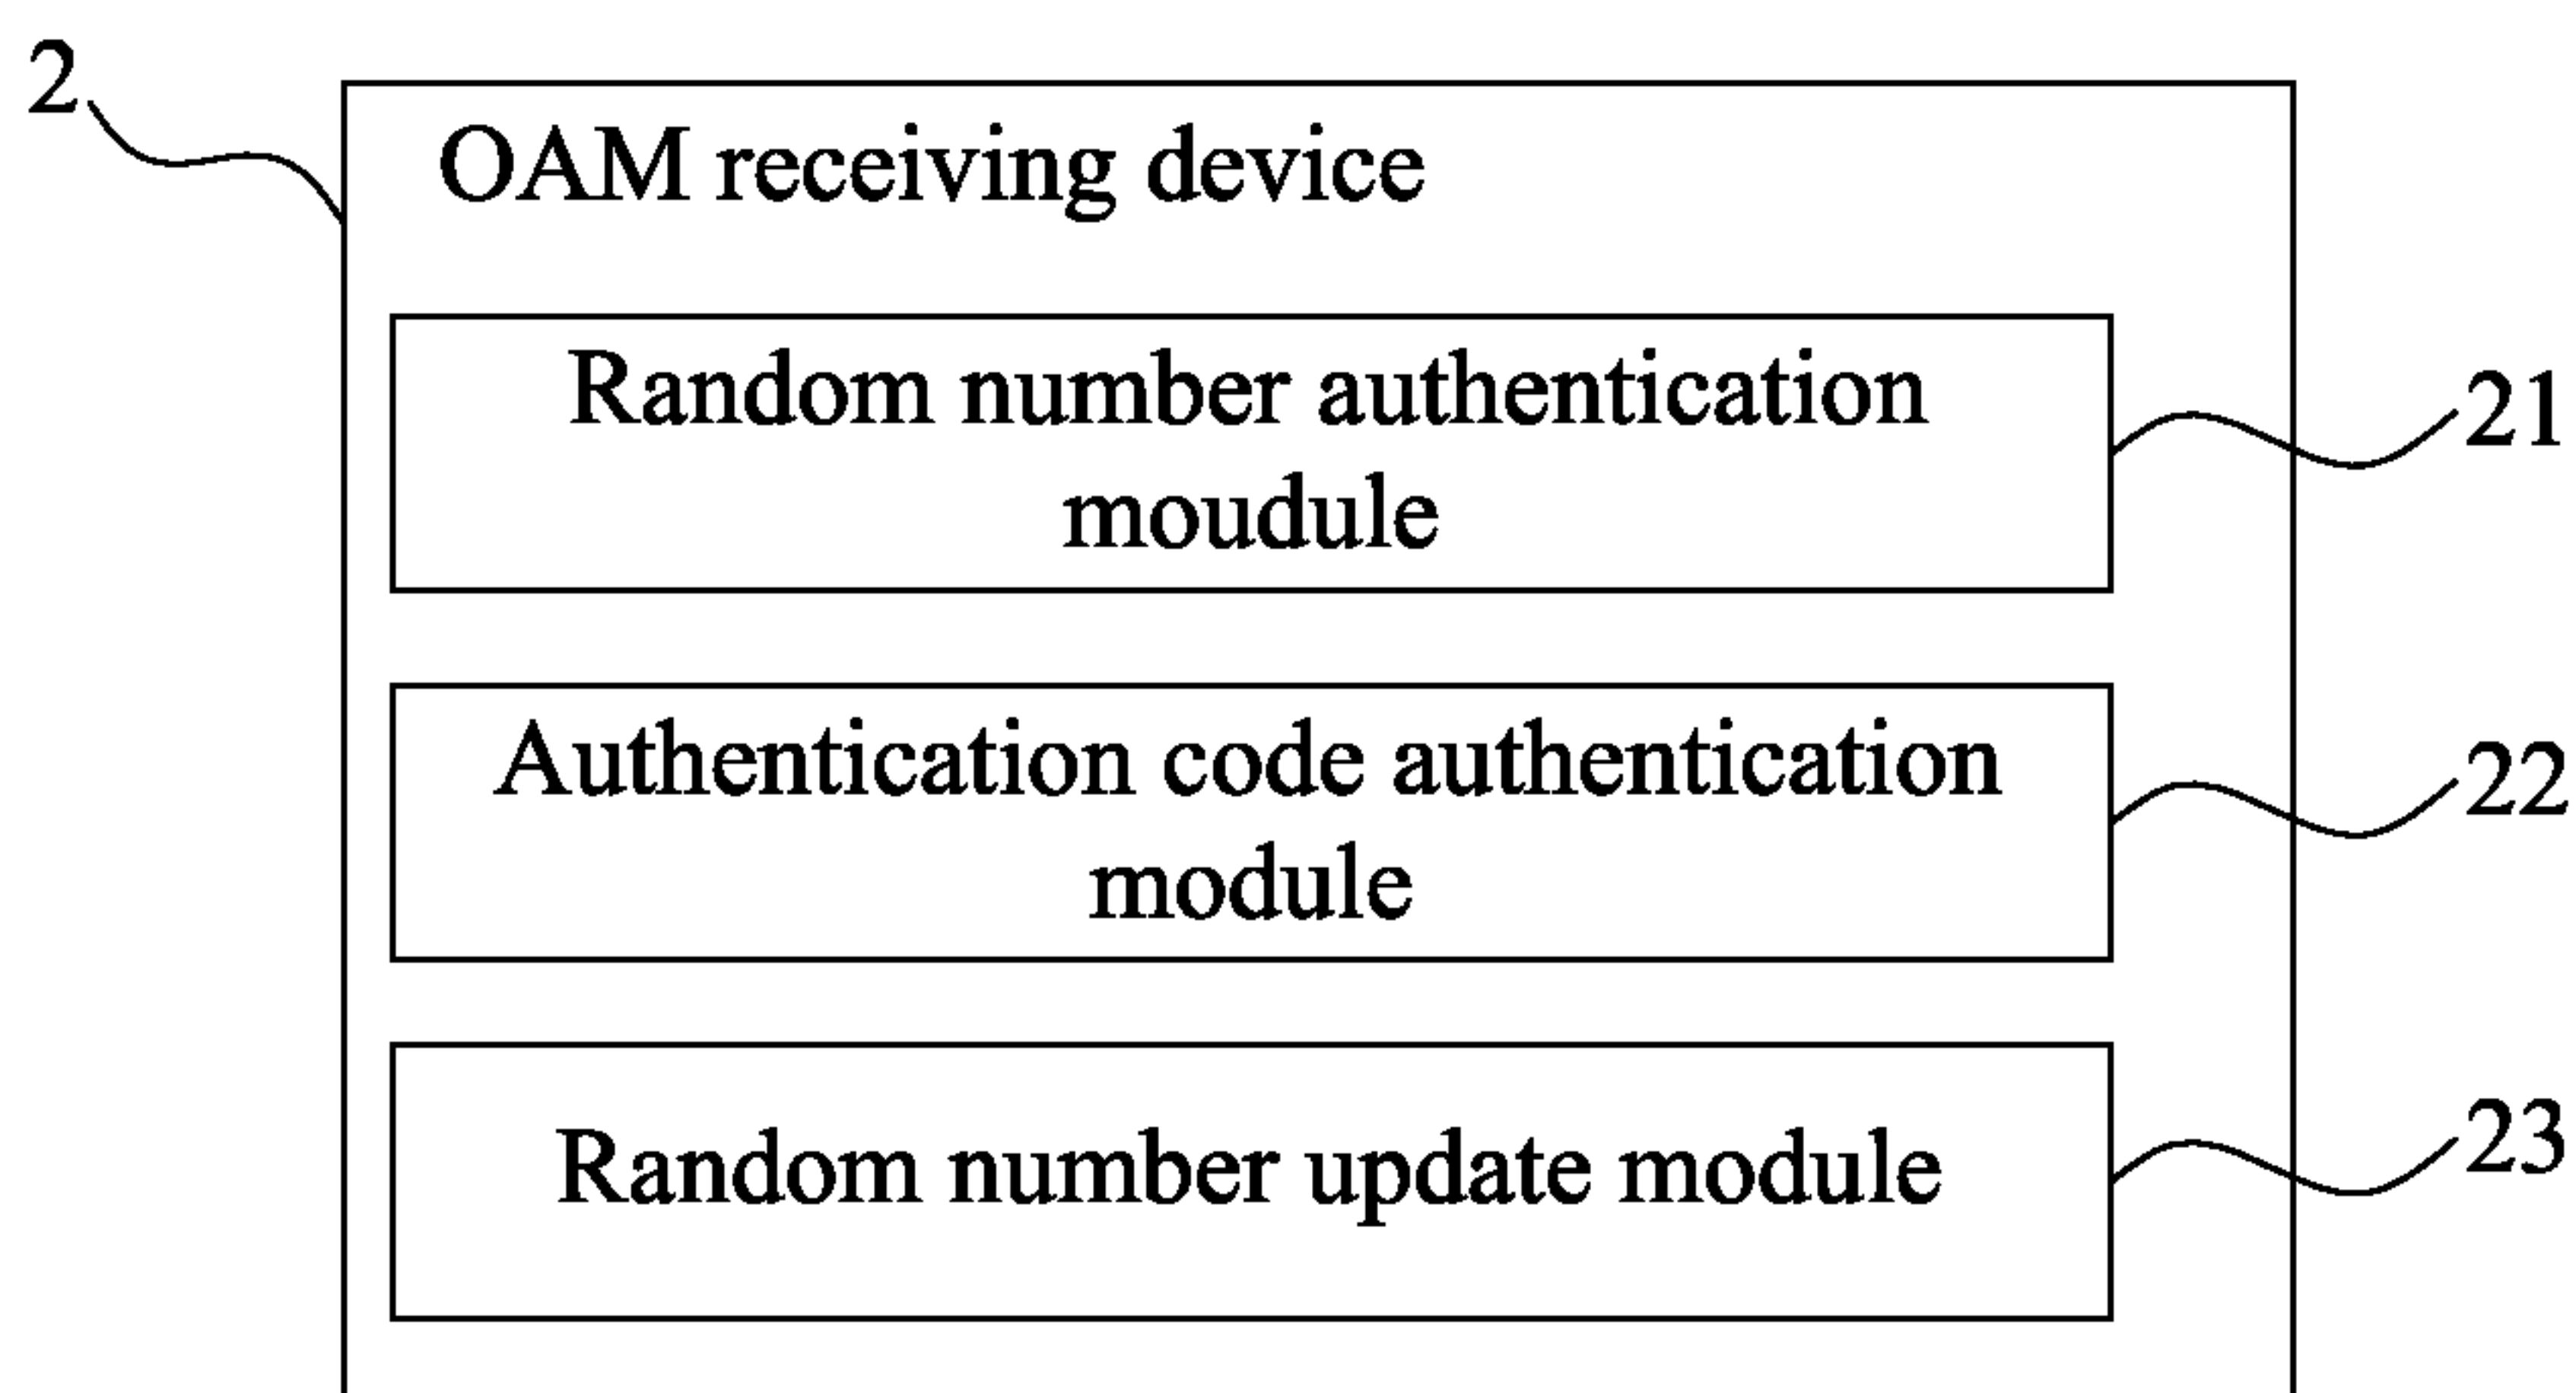 2
OAM receiving device
Random number authentication
moudule
21
Authentication code authentication
module
22
Random number update module
23